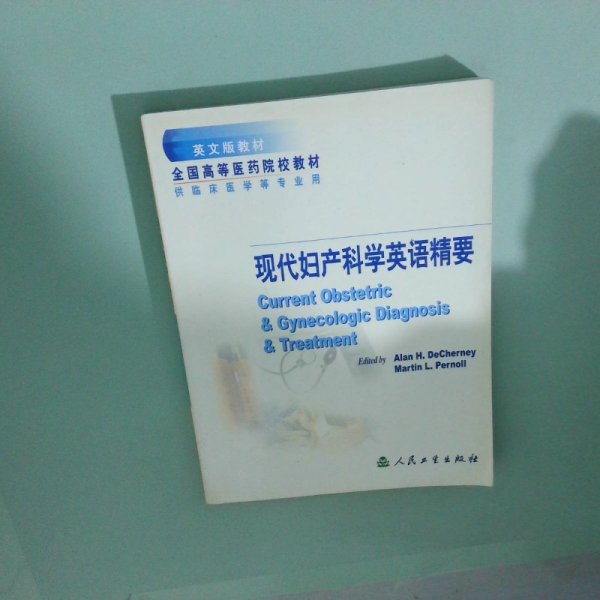 英文版教材
全国高等医药院校教材
供临床医学等专业用
现代妇产科学英语精要
Current Obstetric
& Gynecologic Diagnosis
& Treatment
Edited by Alan H. DeCherney
Martin L. Pernoll
人民卫生出版社